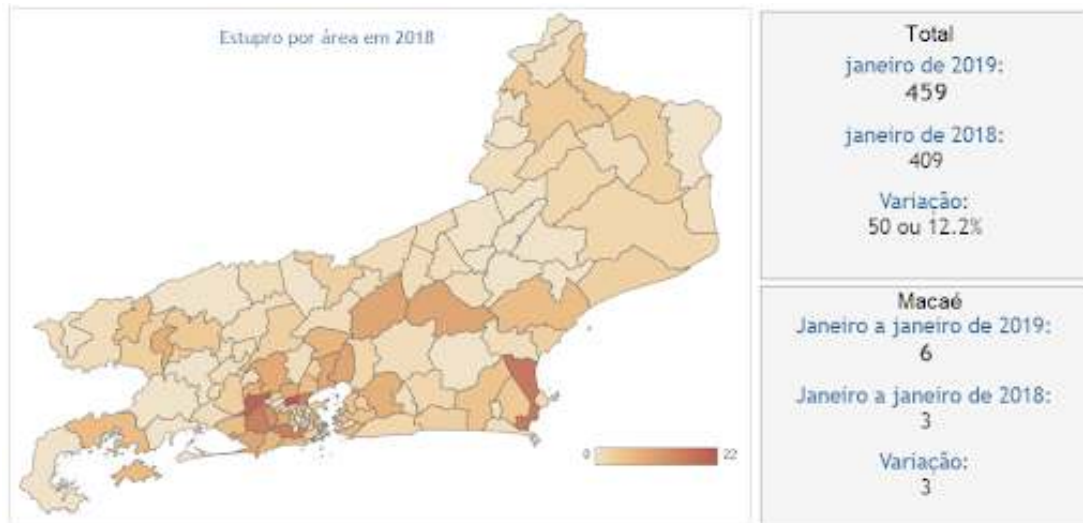 Estupro por área em 2018
0
22
Total
janeiro de 2019:
459
janeiro de 2018:
409
Variação:
50 ou 12.2%
Macaé
Janeiro a janeiro de 2019:
6
Janeiro a janeiro de 2018:
3
Variação:
3